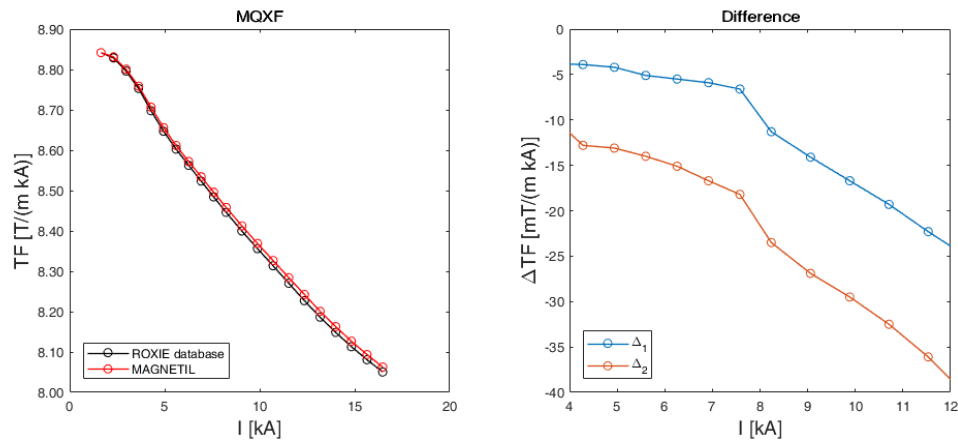 MQXF
TF [T/(m kA)]
8.90
8.80
8.70
8.60
8.50
8.40
8.30
8.20
8.10
8.00
ROXIE database
MAGNETIL
0 5 10 15 20
I [kA]
Difference
ΔTF [mT/(m kA)]
0
-5
-10
-15
-20
-25
-30
-35
-40
Δ1
Δ2
4 5 6 7 8 9 10 11 12
I [kA]